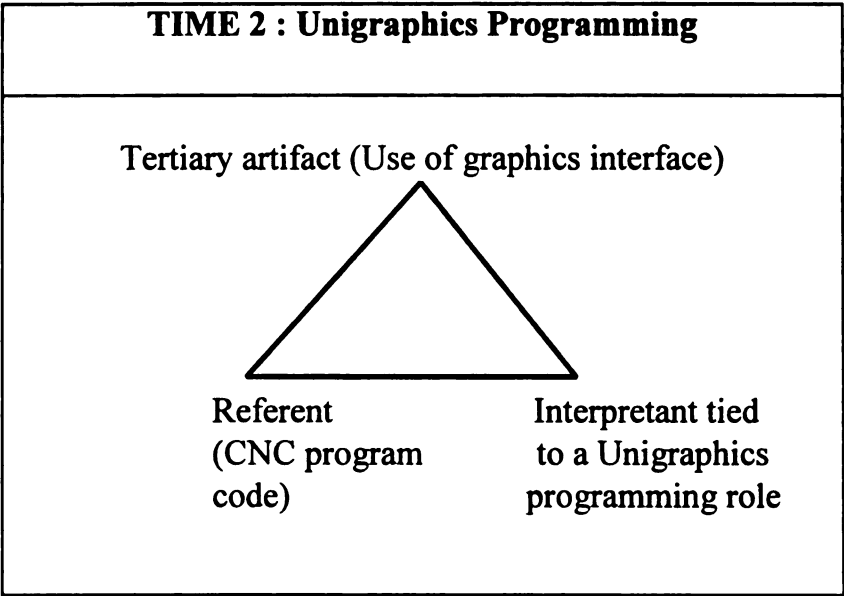 TIME 2 : Unigraphics Programming
Tertiary artifact (Use of graphics interface)
Referent
(CNC program
code)
Interpretant tied
to a Unigraphics
programming role